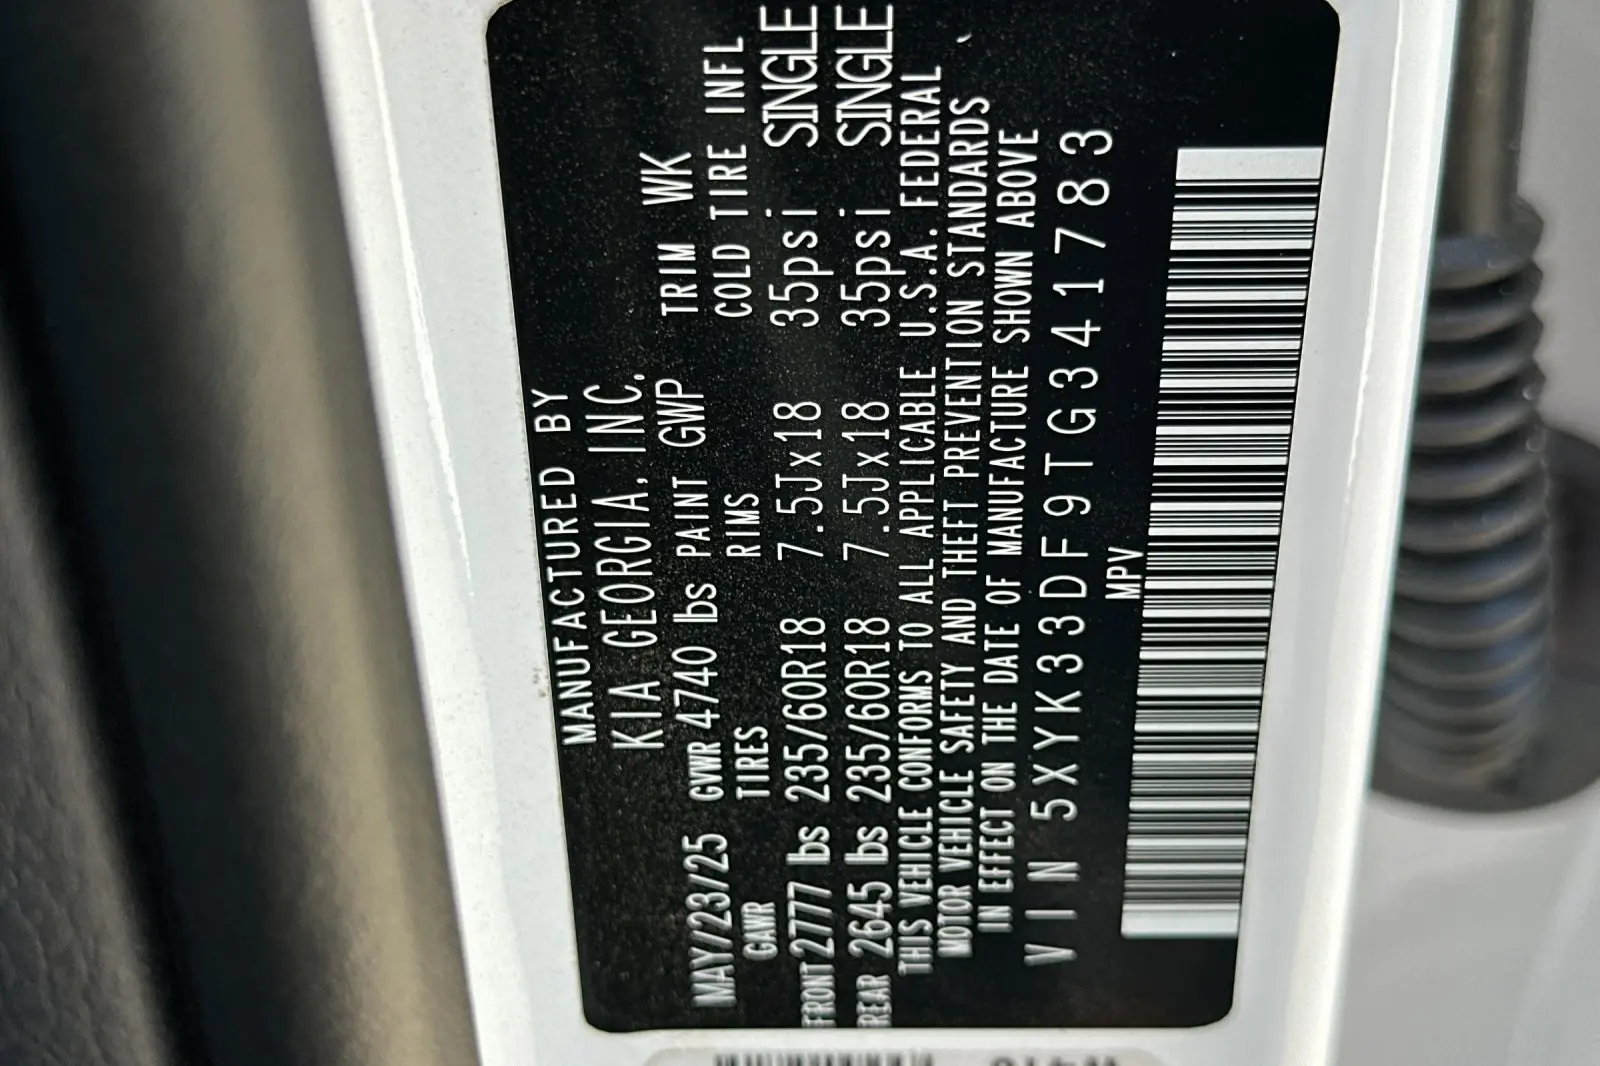 MANUFACTURED BY
KIA GEORGIA, INC.
MAY/23/25 GVWR 4740 lbs PAINT GWP TRIM WK
GAWR TIRES RIMS COLD TIRE INFL
FRONT 2777 lbs 235/60R18 7.5Jx18 35psi SINGLE
REAR 2645 lbs 235/60R18 7.5Jx18 35psi SINGLE
THIS VEHICLE CONFORMS TO ALL APPLICABLE U.S.A. FEDERAL
MOTOR VEHICLE SAFETY AND THEFT PREVENTION STANDARDS
IN EFFECT ON THE DATE OF MANUFACTURE SHOWN ABOVE
VIN 5XYK33DF9TG341783
MPV